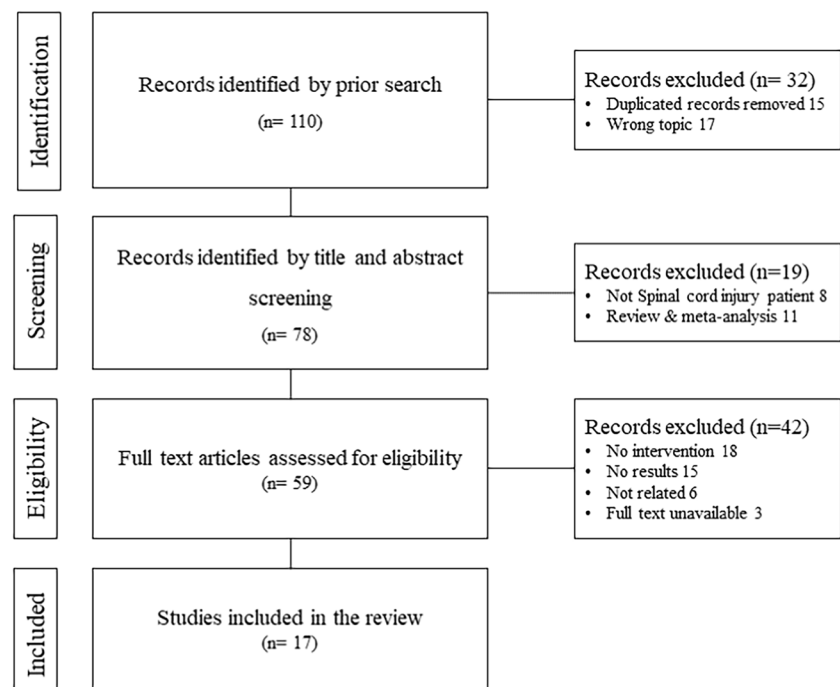 Identification
Records identified by prior search
(n= 110)
Records excluded (n= 32)
• Duplicated records removed 15
• Wrong topic 17
Screening
Records identified by title and abstract
screening
(n= 78)
Records excluded (n=19)
• Not Spinal cord injury patient 8
• Review & meta-analysis 11
Eligibility
Full text articles assessed for eligibility
(n= 59)
Records excluded (n=42)
• No intervention 18
• No results 15
• Not related 6
• Full text unavailable 3
Included
Studies included in the review
(n= 17)